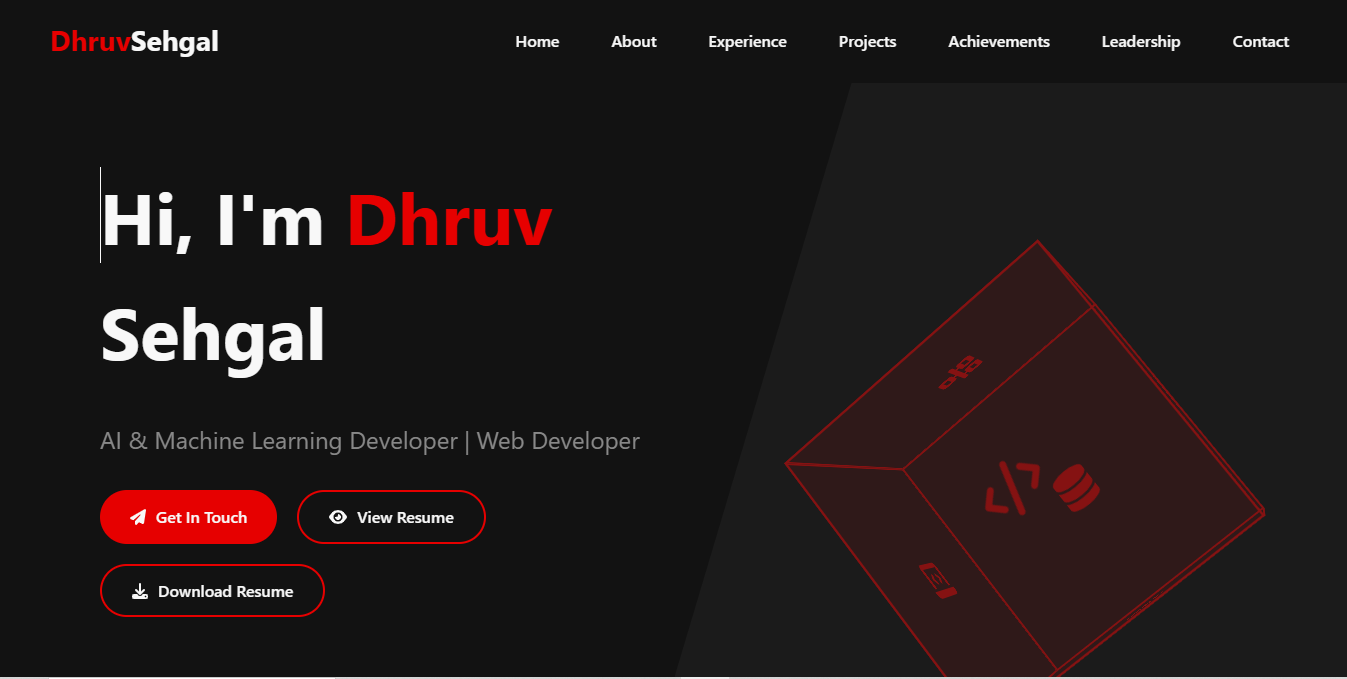 DhruvSehgal
Home About Experience Projects Achievements Leadership Contact
Hi, I'm Dhruv
Sehgal
AI & Machine Learning Developer | Web Developer
Get In Touch
View Resume
Download Resume